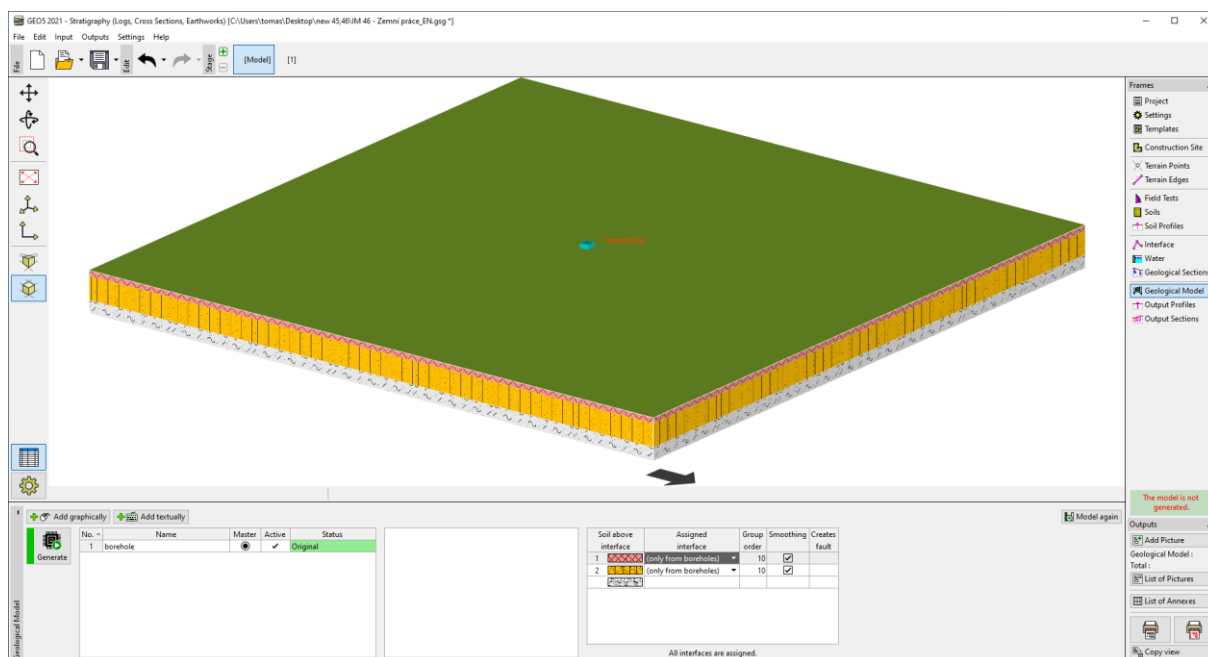 GEO5 2021 - Stratigraphy (Logs, Cross Sections, Earthworks) [C:\Users\tomas\Desktop\new 45,46\IM 46 - Zemní práce_EN.gsg *]
File Edit Input Outputs Settings Help
File Edit Stage [Model] [1]
borehole
Frames
Project
Settings
Templates
Construction Site
Terrain Points
Terrain Edges
Field Tests
Soils
Soil Profiles
Interface
Water
Geological Sections
Geological Model
Output Profiles
Output Sections
The model is not
generated.
Outputs
Add Picture
Geological Model :
Total :
List of Pictures
List of Annexes
Copy view
Geological Model
Add graphically Add textually Model again
Generate
No. Name Master Active Status
1 borehole Original
Soil above Assigned Group Smoothing Creates
interface interface order fault
1 (only from boreholes) 10
2 (only from boreholes) 10
All interfaces are assigned.